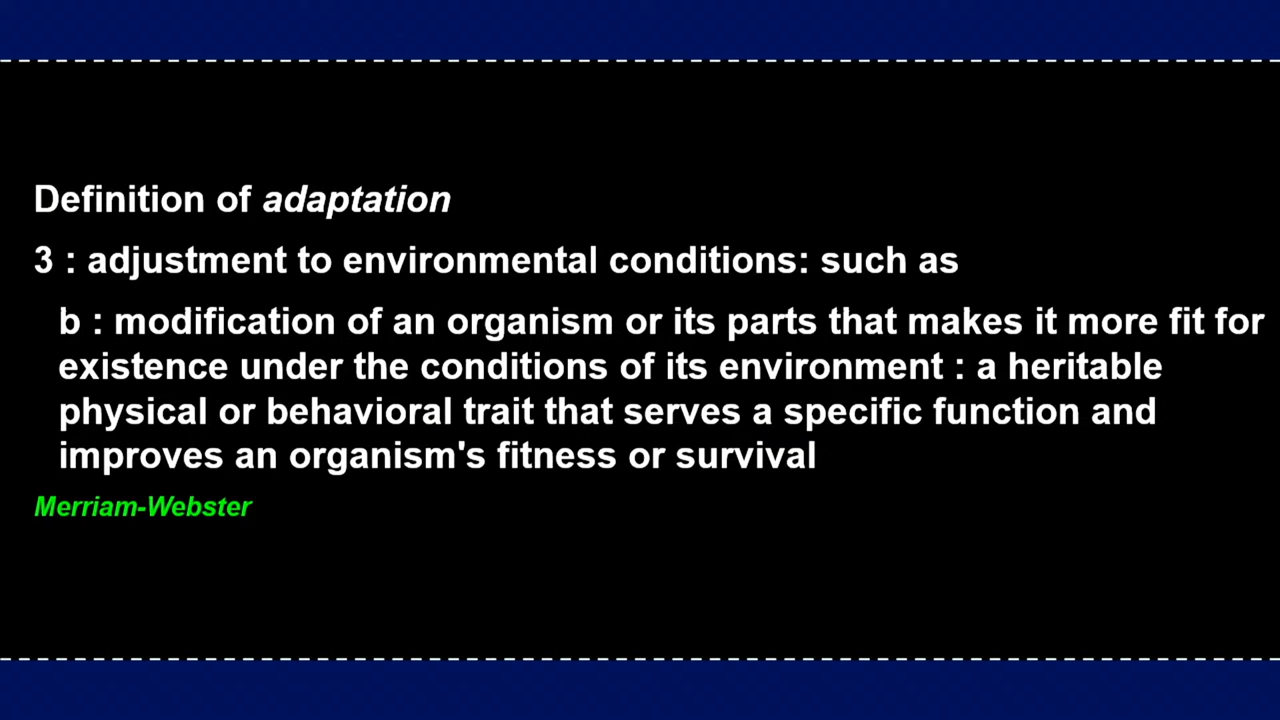 Definition of adaptation
3 : adjustment to environmental conditions: such as
b : modification of an organism or its parts that makes it more fit for
existence under the conditions of its environment : a heritable
physical or behavioral trait that serves a specific function and
improves an organism's fitness or survival
Merriam-Webster